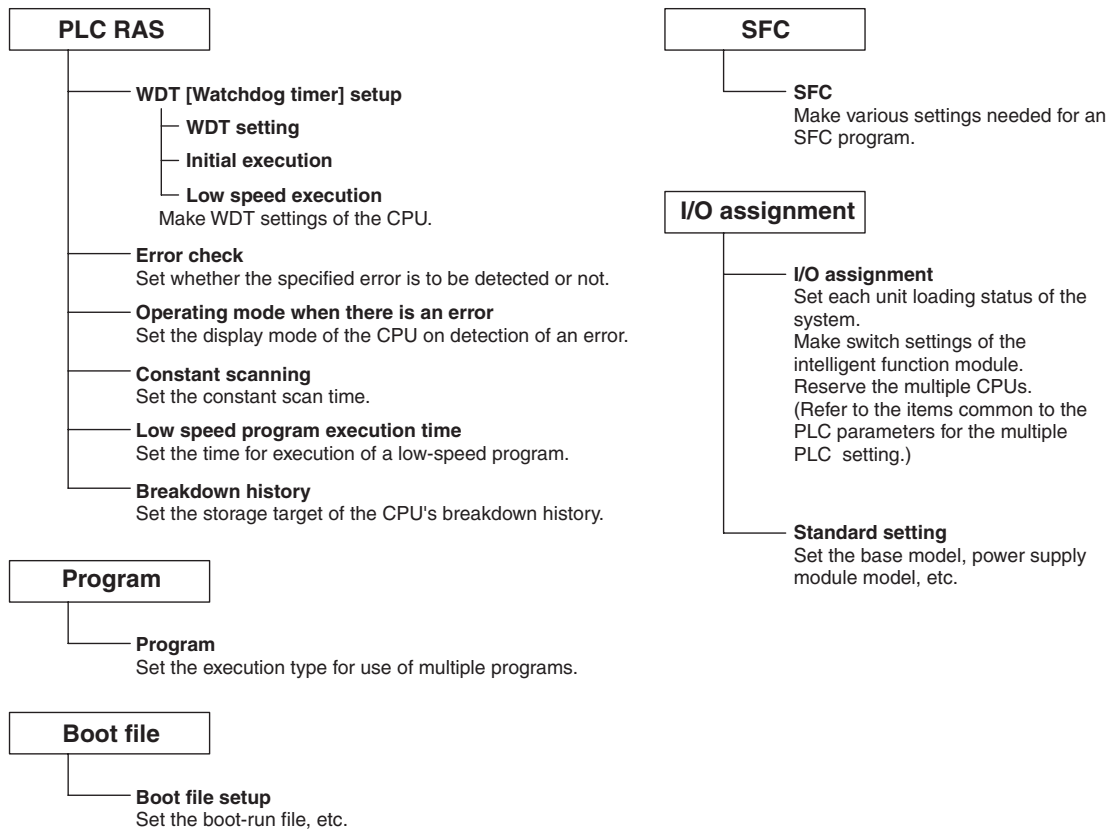 PLC RAS
WDT [Watchdog timer] setup
WDT setting
Initial execution
Low speed execution
Make WDT settings of the CPU.
Error check
Set whether the specified error is to be detected or not.
Operating mode when there is an error
Set the display mode of the CPU on detection of an error.
Constant scanning
Set the constant scan time.
Low speed program execution time
Set the time for execution of a low-speed program.
Breakdown history
Set the storage target of the CPU's breakdown history.
Program
Program
Set the execution type for use of multiple programs.
Boot file
Boot file setup
Set the boot-run file, etc.
SFC
SFC
Make various settings needed for an
SFC program.
I/O assignment
I/O assignment
Set each unit loading status of the
system.
Make switch settings of the
intelligent function module.
Reserve the multiple CPUs.
(Refer to the items common to the
PLC parameters for the multiple
PLC setting.)
Standard setting
Set the base model, power supply
module model, etc.